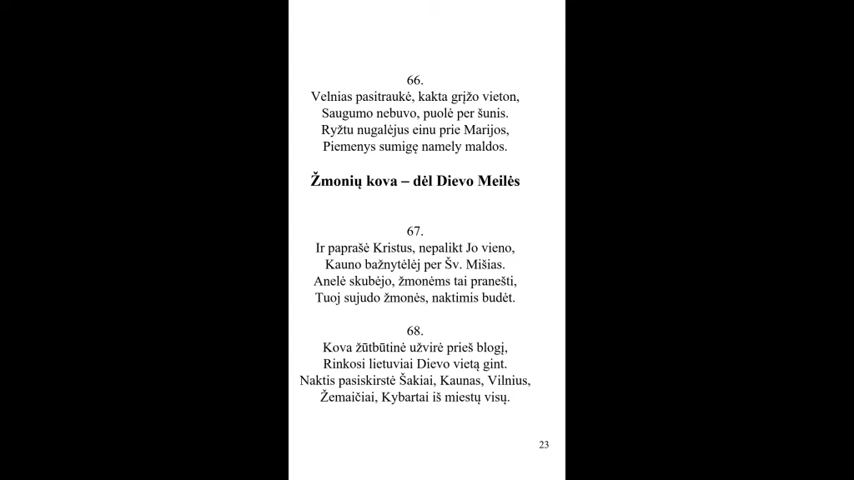 66.
Velnias pasitraukė, kakta grįžo vieton,
Saugumo nebuvo, puolė per šunis.
Ryžtu nugalėjus einu prie Marijos,
Piemenys sumigę namely maldos.
Žmonių kova – dėl Dievo Meilės
67.
Ir paprašė Kristus, nepalikt Jo vieno,
Kauno bažnytėlėj per Šv. Mišias.
Anelė skubėjo, žmonėms tai pranešti,
Tuoj sujudo žmonės, naktimis budėt.
68.
Kova žūtbūtinė užvirė prieš blogį,
Rinkosi lietuviai Dievo vietą gint.
Naktis pasiskirstė Šakiai, Kaunas, Vilnius,
Žemaičiai, Kybartai iš miestų visų.
23